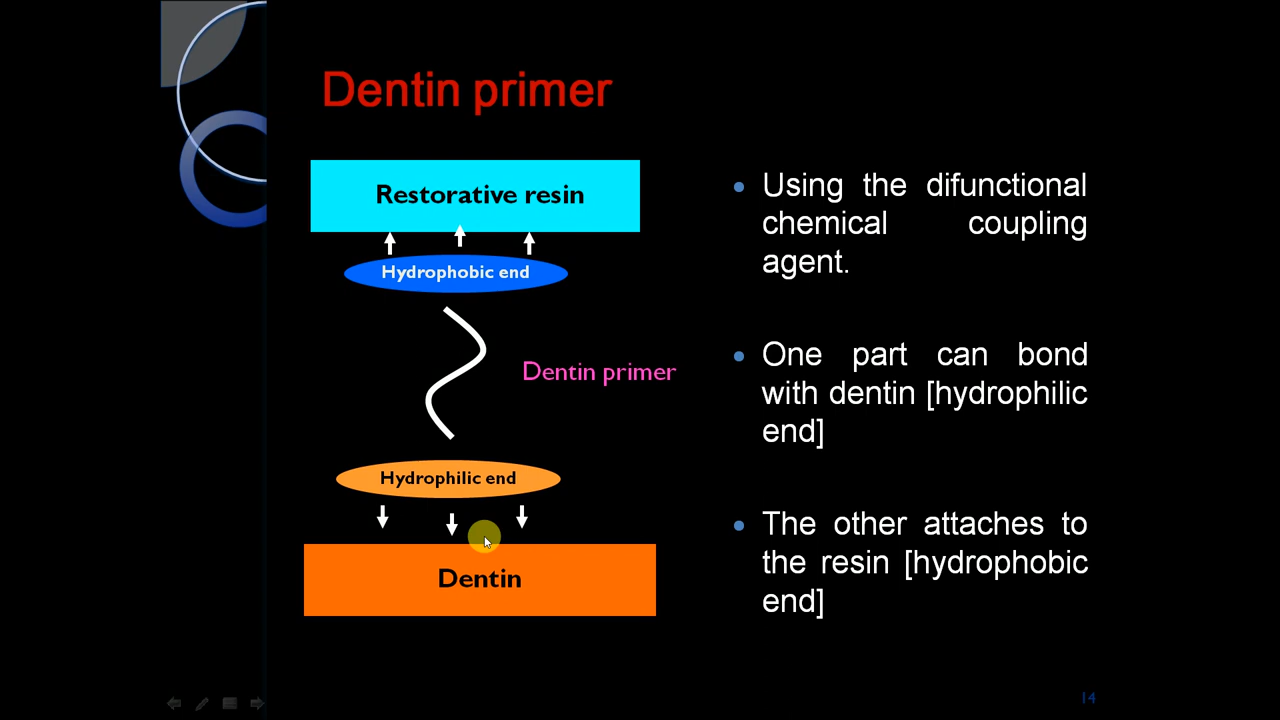 Dentin primer
Restorative resin
Hydrophobic end
Dentin primer
Hydrophilic end
Dentin
Using the difunctional
chemical coupling
agent.
One part can bond
with dentin [hydrophilic
end]
The other attaches to
the resin [hydrophobic
end]
14